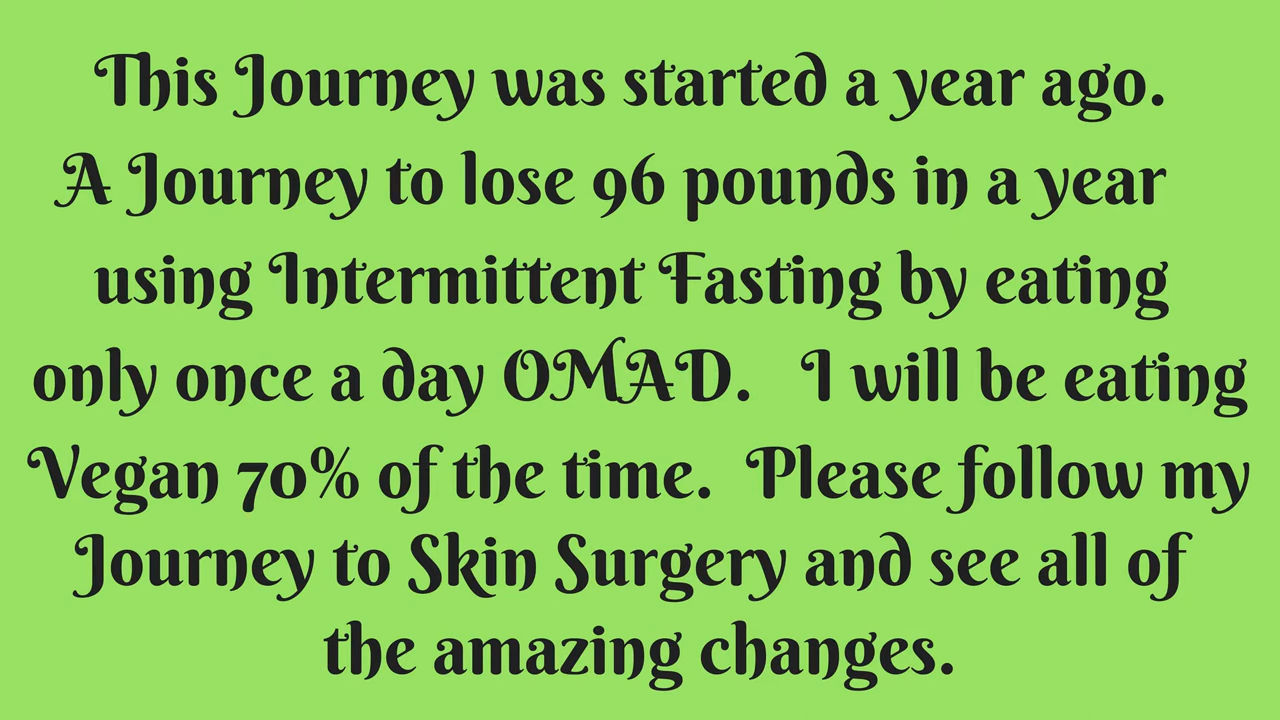 This Journey was started a year ago.
A Journey to lose 96 pounds in a year
using Intermittent Fasting by eating
only once a day OMAD. I will be eating
Vegan 70% of the time. Please follow my
Journey to Skin Surgery and see all of
the amazing changes.